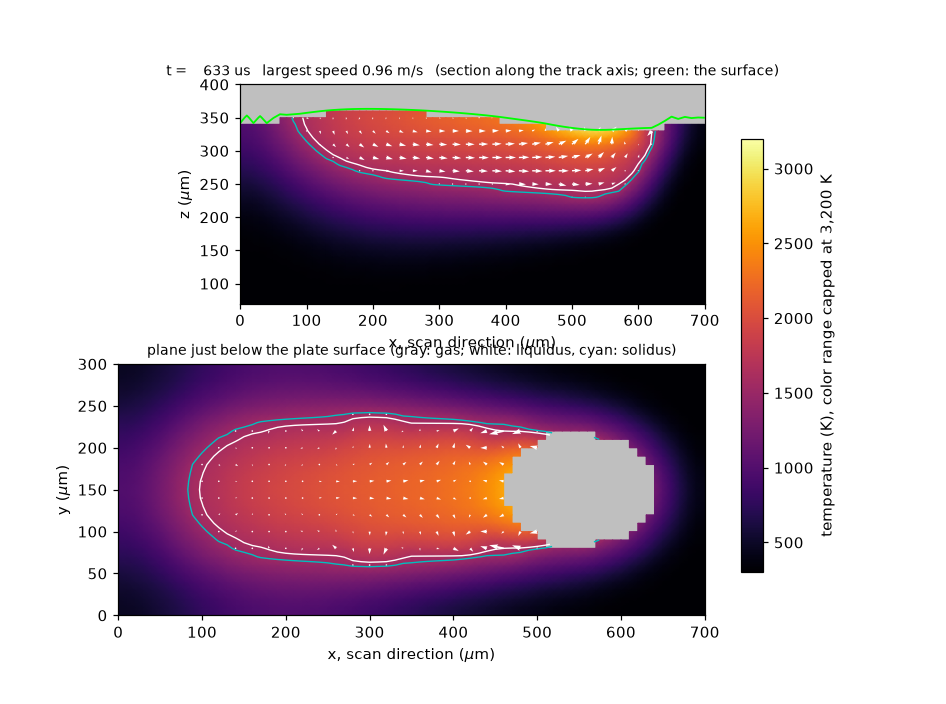 t =    633 us   largest speed 0.96 m/s   (section along the track axis; green: the surface)
400
350
300
250
200
150
100
z (μm)
0 100 200 300 400 500 600 700
x, scan direction (μm)
plane just below the plate surface (gray: gas; white: liquidus, cyan: solidus)
300
250
200
150
100
50
0
y (μm)
0 100 200 300 400 500 600 700
x, scan direction (μm)
3000
2500
2000
1500
1000
500
temperature (K), color range capped at 3,200 K